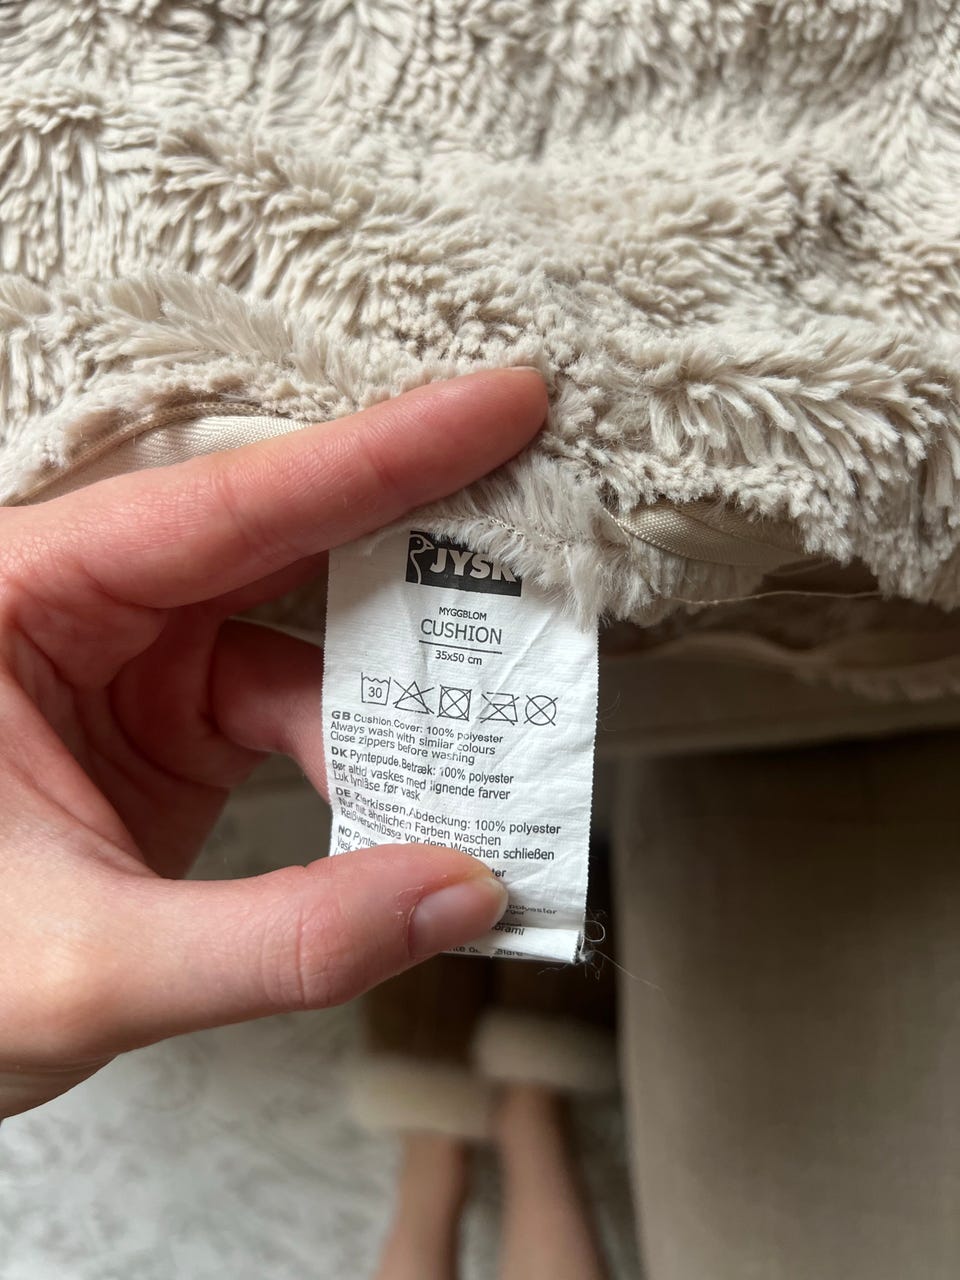 JYSK
MYGGBLOM
CUSHION
35x50 cm
30
GB Cushion.Cover: 100% polyester
Always wash with similar colours
Close zippers before washing
DK Pyntepude.Betræk: 100% polyester
Bør altid vaskes med lignende farver
Luk lynlåse før vask
DE Zierkissen.Abdeckung: 100% polyester
Nur mit ähnlichen Farben waschen
Reißverschlüsse vor dem Waschen schließen
NO
polyester